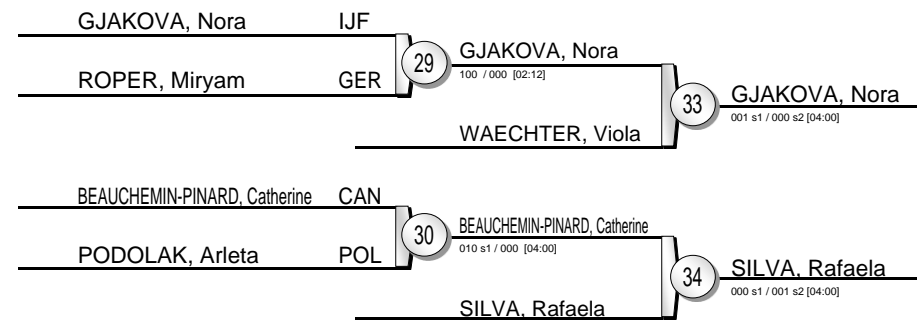 GJAKOVA, Nora IJF
ROPER, Miryam GER
29
GJAKOVA, Nora
100 / 000 [02:12]
WAECHTER, Viola
33
GJAKOVA, Nora
001 s1 / 000 s2 [04:00]
BEAUCHEMIN-PINARD, Catherine CAN
PODOLAK, Arleta POL
30
BEAUCHEMIN-PINARD, Catherine
010 s1 / 000 [04:00]
SILVA, Rafaela
34
SILVA, Rafaela
000 s1 / 001 s2 [04:00]